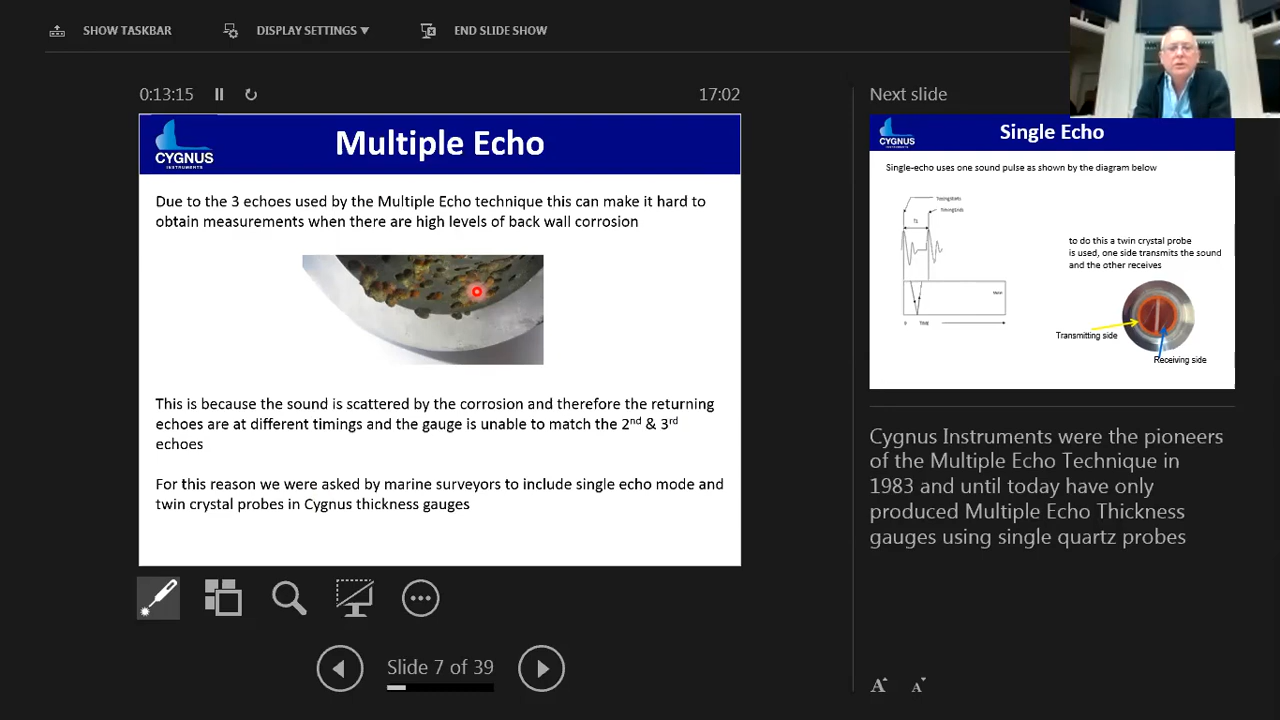 SHOW TASKBAR
DISPLAY SETTINGS
END SLIDE SHOW
0:13:15
17:02
CYGNUS
INSTRUMENTS
Multiple Echo
Due to the 3 echoes used by the Multiple Echo technique this can make it hard to
obtain measurements when there are high levels of back wall corrosion
This is because the sound is scattered by the corrosion and therefore the returning
echoes are at different timings and the gauge is unable to match the 2nd & 3rd
echoes
For this reason we were asked by marine surveyors to include single echo mode and
twin crystal probes in Cygnus thickness gauges
Slide 7 of 39
Next slide
CYGNUS
INSTRUMENTS
Single Echo
Single-echo uses one sound pulse as shown by the diagram below
Timing Starts
Timing Ends
TIME
to do this a twin crystal probe
is used, one side transmits the sound
and the other receives
Transmitting side
Receiving side
Cygnus Instruments were the pioneers
of the Multiple Echo Technique in
1983 and until today have only
produced Multiple Echo Thickness
gauges using single quartz probes
A
A